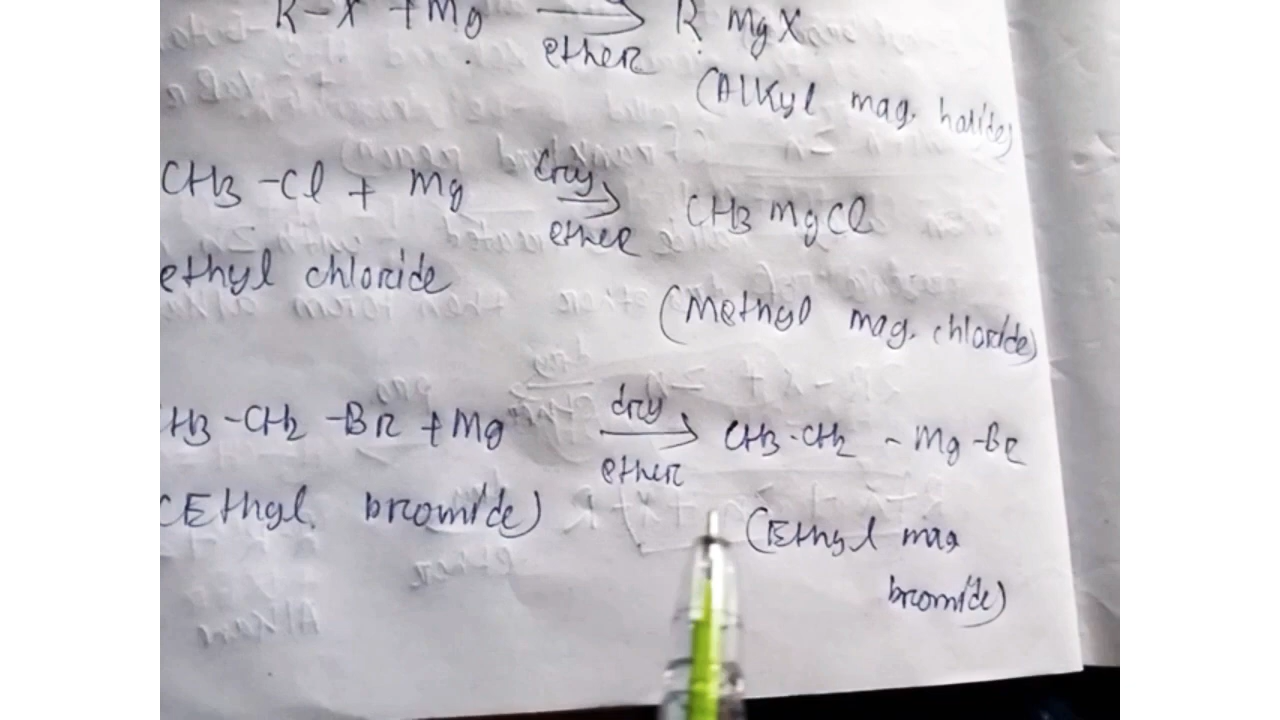 R-X + Mg → R MgX
ether
(Alkyl mag. halide)
CH3 -Cl + Mg dry → CH3 MgCl
ether
ethyl chloride
(Methyl mag. chloride)
H3 -CH2 -Br + Mg dry → CH3-CH2 - Mg -Br
ether
(Ethyl bromide)
(Ethyl mag
bromide)